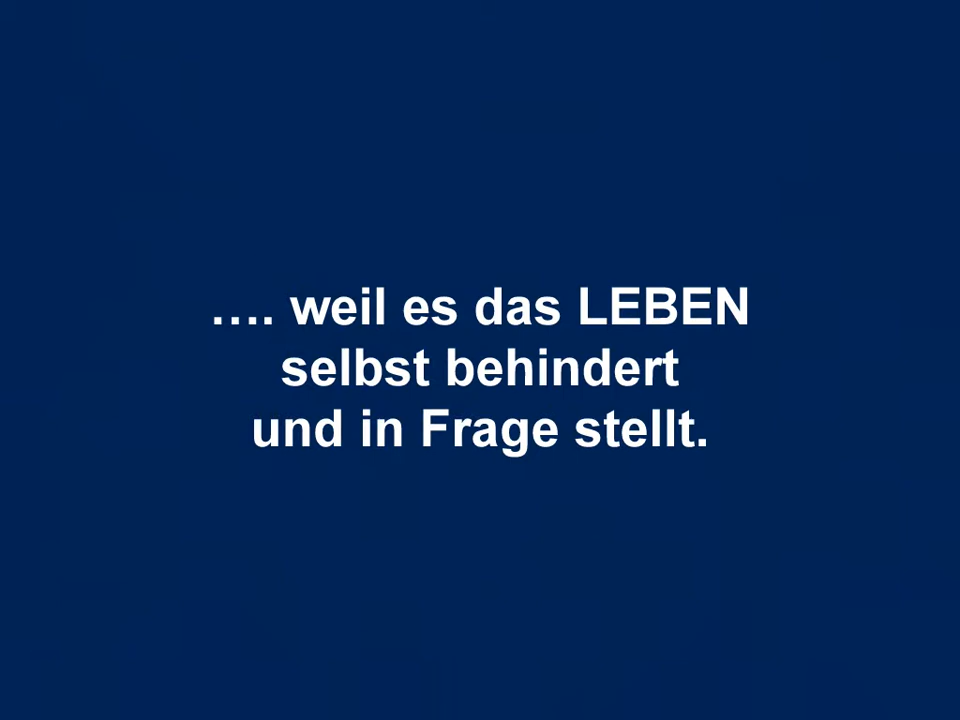 …. weil es das LEBEN
selbst behindert
und in Frage stellt.